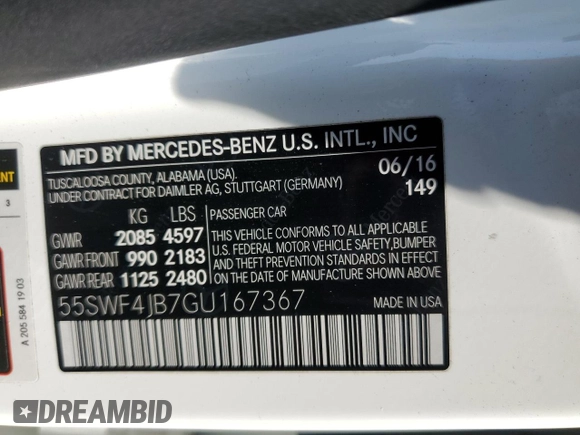 MFD BY MERCEDES-BENZ U.S. INTL., INC
TUSCALOOSA COUNTY, ALABAMA (USA).
UNDER CONTRACT FOR DAIMLER AG, STUTTGART (GERMANY)
06/16
149
KG LBS
GVWR 2085 4597
GAWR FRONT 990 2183
GAWR REAR 1125 2480
PASSENGER CAR
THIS VEHICLE CONFORMS TO ALL APPLICABLE
U.S. FEDERAL MOTOR VEHICLE SAFETY,BUMPER
AND THEFT PREVENTION STANDARDS IN EFFECT
ON THE DATE OF MANUFACTURE SHOWN ABOVE.
55SWF4JB7GU167367
MADE IN USA
3
A 205 584 19 03
DREAMBID